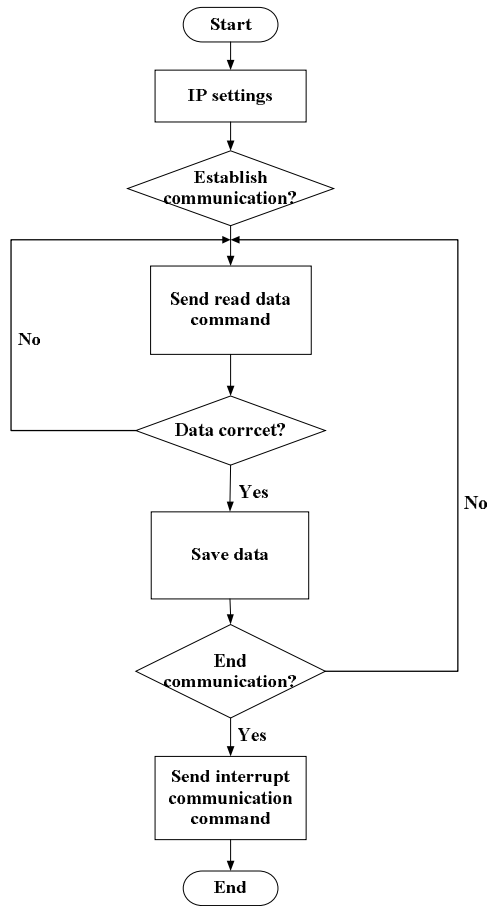 Start
IP settings
Establish
communication?
Send read data
command
No
Data corrcet?
Yes
No
Save data
End
communication?
Yes
Send interrupt
communication
command
End